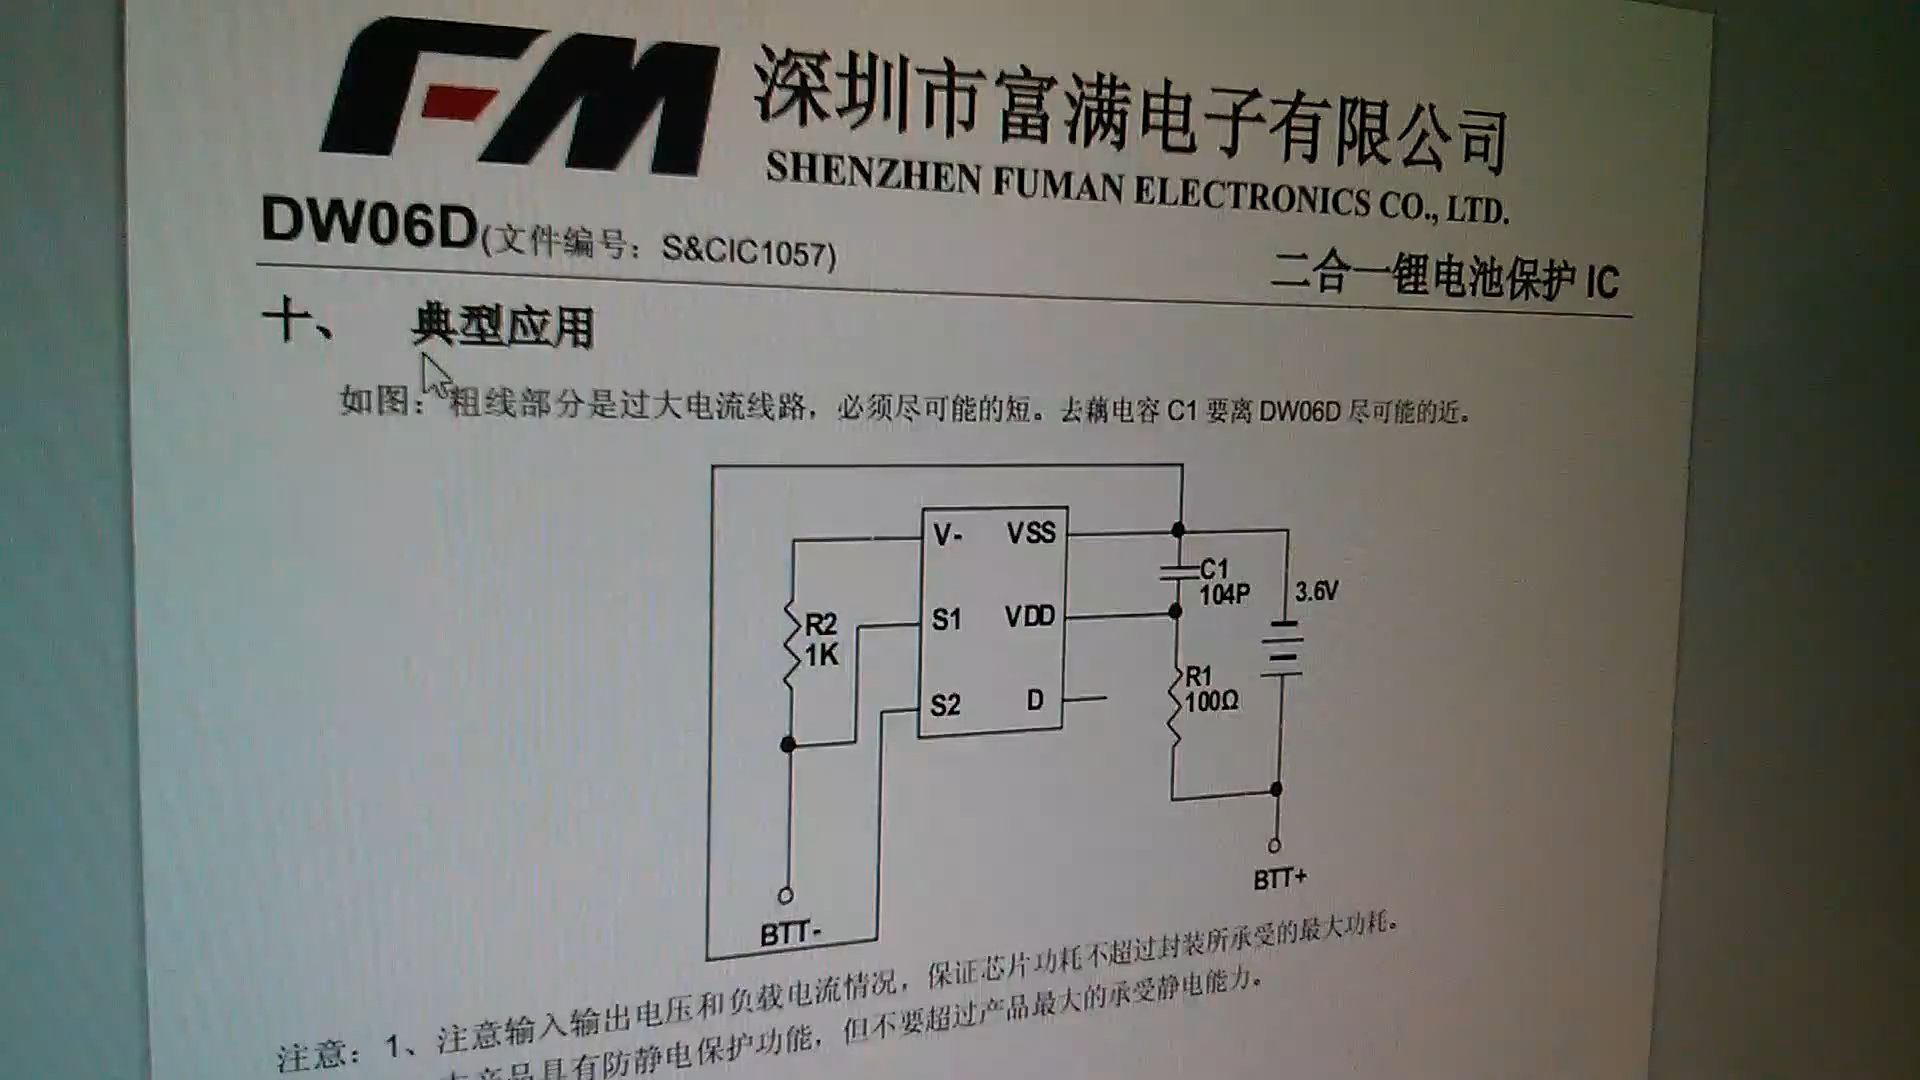 FM
深圳市富满电子有限公司
SHENZHEN FUMAN ELECTRONICS CO., LTD.
DW06D(文件编号：S&CIC1057)
二合一锂电池保护 IC
十、 典型应用
如图：粗线部分是过大电流线路，必须尽可能的短。去藕电容 C1 要离 DW06D 尽可能的近。
V- VSS
C1
104P
3.6V
R2
1K
S1 VDD
R1
100Ω
S2 D
BTT+
BTT-
注意：1、注意输入输出电压和负载电流情况，保证芯片功耗不超过封装所承受的最大功耗。
产品具有防静电保护功能，但不要超过产品最大的承受静电能力。